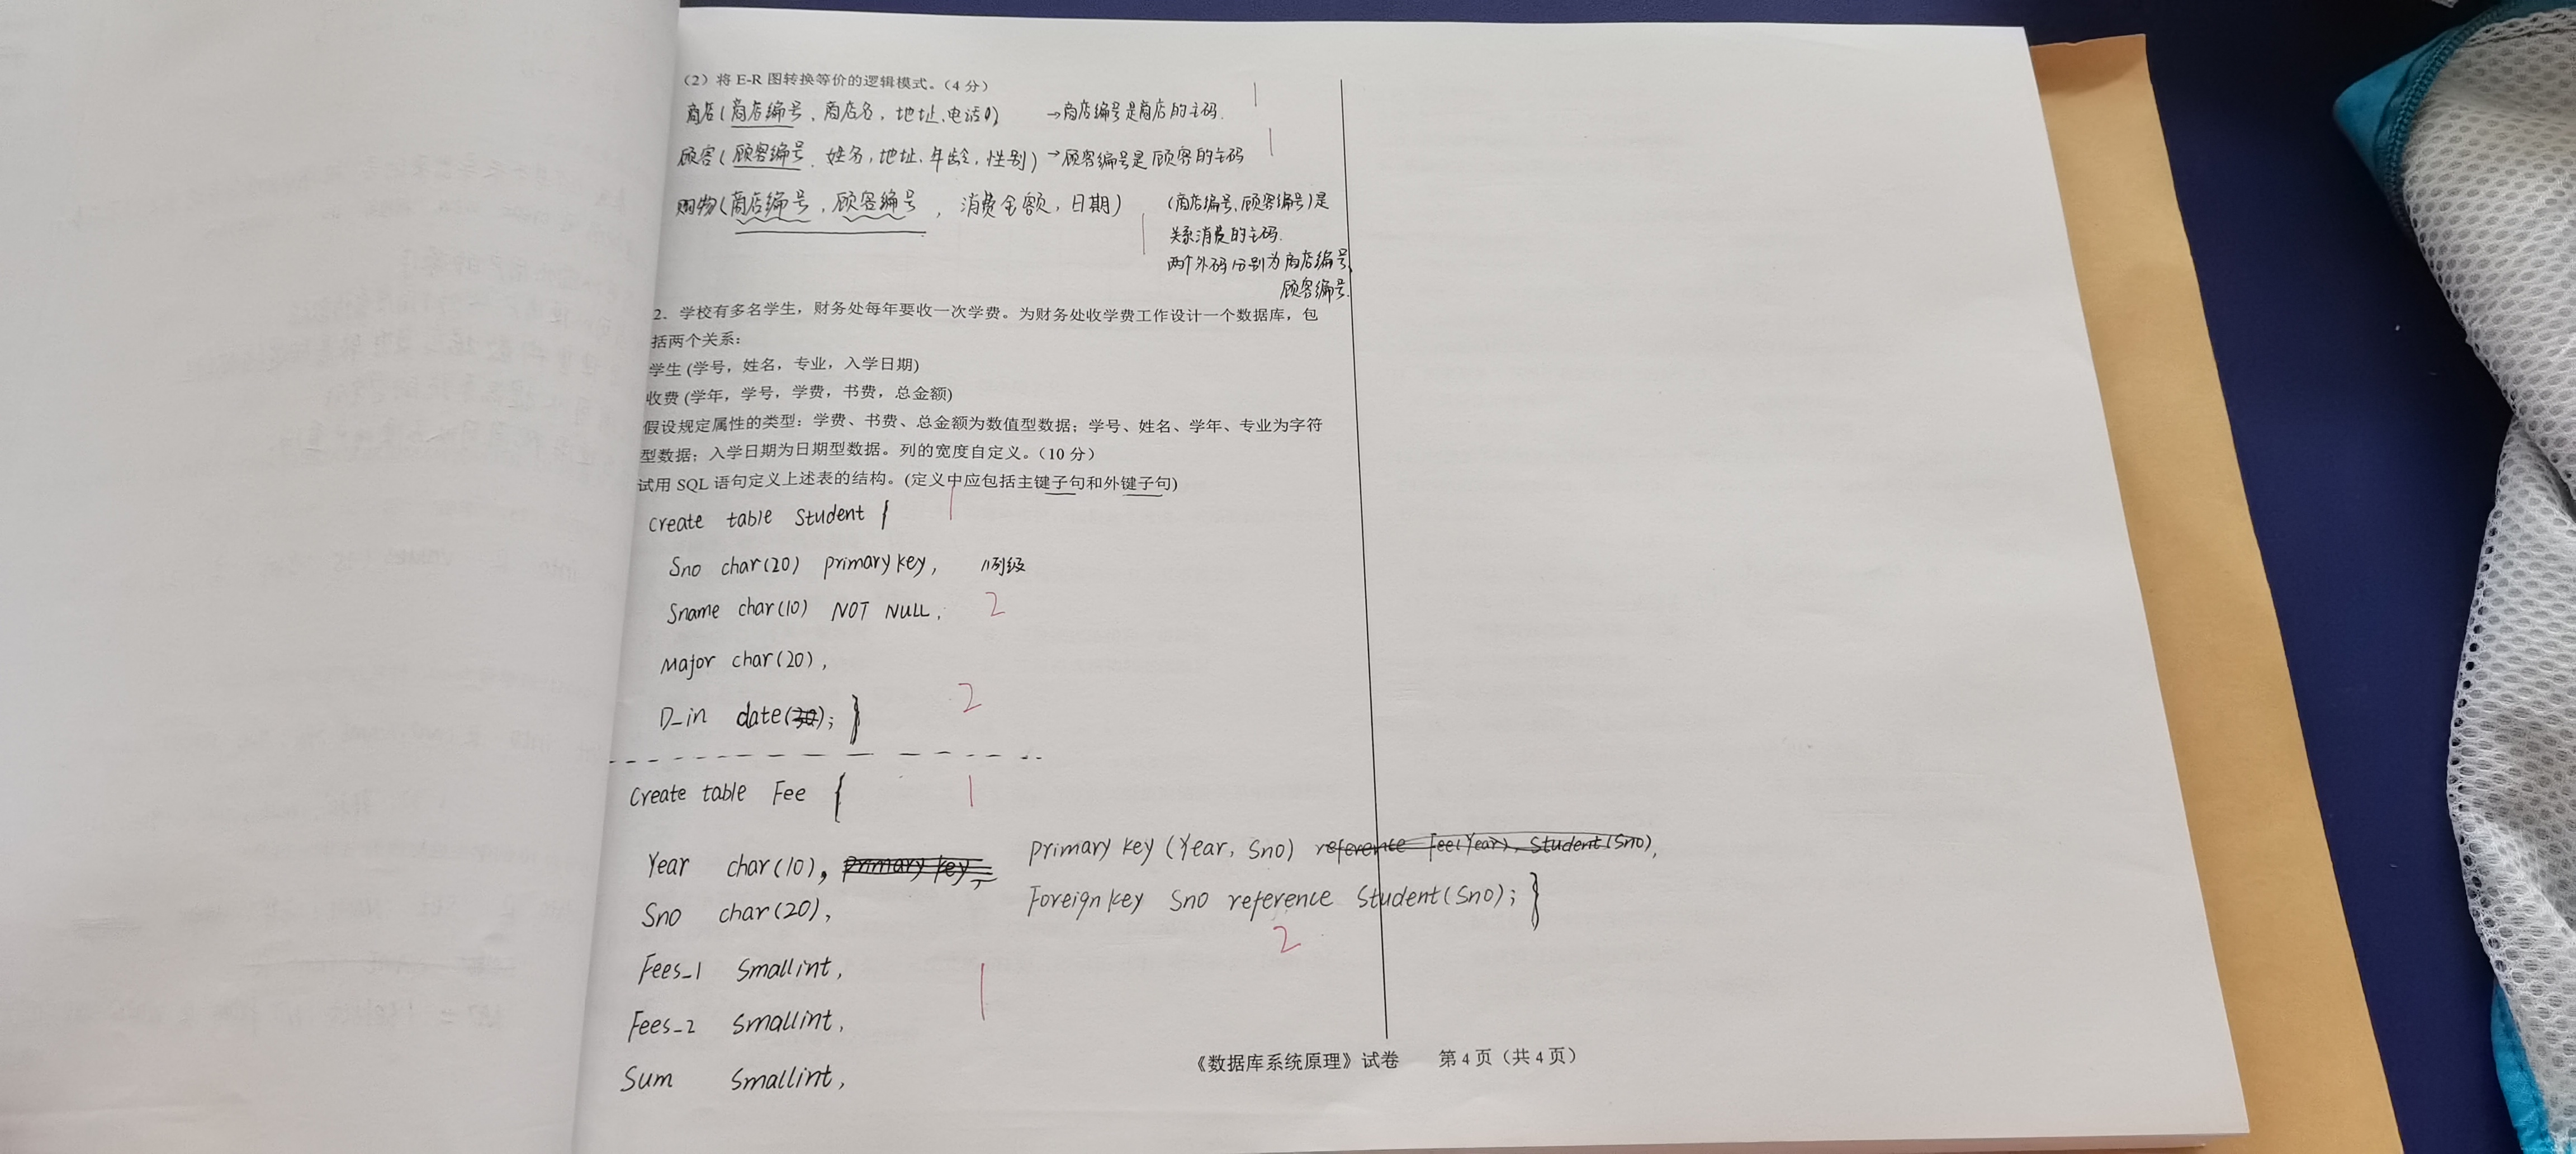 （2）将 E-R 图转换等价的逻辑模式。（4 分）
商店(商店编号, 商店名, 地址, 电话) →商店编号是商店的主码.
顾客(顾客编号, 姓名, 地址, 年龄, 性别) →顾客编号是顾客的主码
购物(商店编号, 顾客编号, 消费金额, 日期) (商店编号, 顾客编号)是
关系消费的主码.
两个外码分别为商店编号,
顾客编号.
2．学校有多名学生，财务处每年要收一次学费。为财务处收学费工作设计一个数据库，包
括两个关系：
学生 (学号，姓名，专业，入学日期)
收费 (学年，学号，学费，书费，总金额)
假设规定属性的类型：学费、书费、总金额为数值型数据；学号、姓名、学年、专业为字符
型数据；入学日期为日期型数据。列的宽度自定义。（10 分）
试用 SQL 语句定义上述表的结构。(定义中应包括主键子句和外键子句)
create table Student { 1
Sno char(20) primary key, //列级
Sname char(10) NOT NULL, 2
Major char(20),
D_in date( ); } 2
Create table Fee { 1
Year char(10), primary key,
Sno char(20),
Fees_1 smallint, 1
Fees_2 smallint,
Sum smallint,
primary key (Year, Sno) reference Fee(Year), Student(Sno),
Foreign key Sno reference Student(Sno); }
2
《数据库系统原理》试卷 第 4 页（共 4 页）